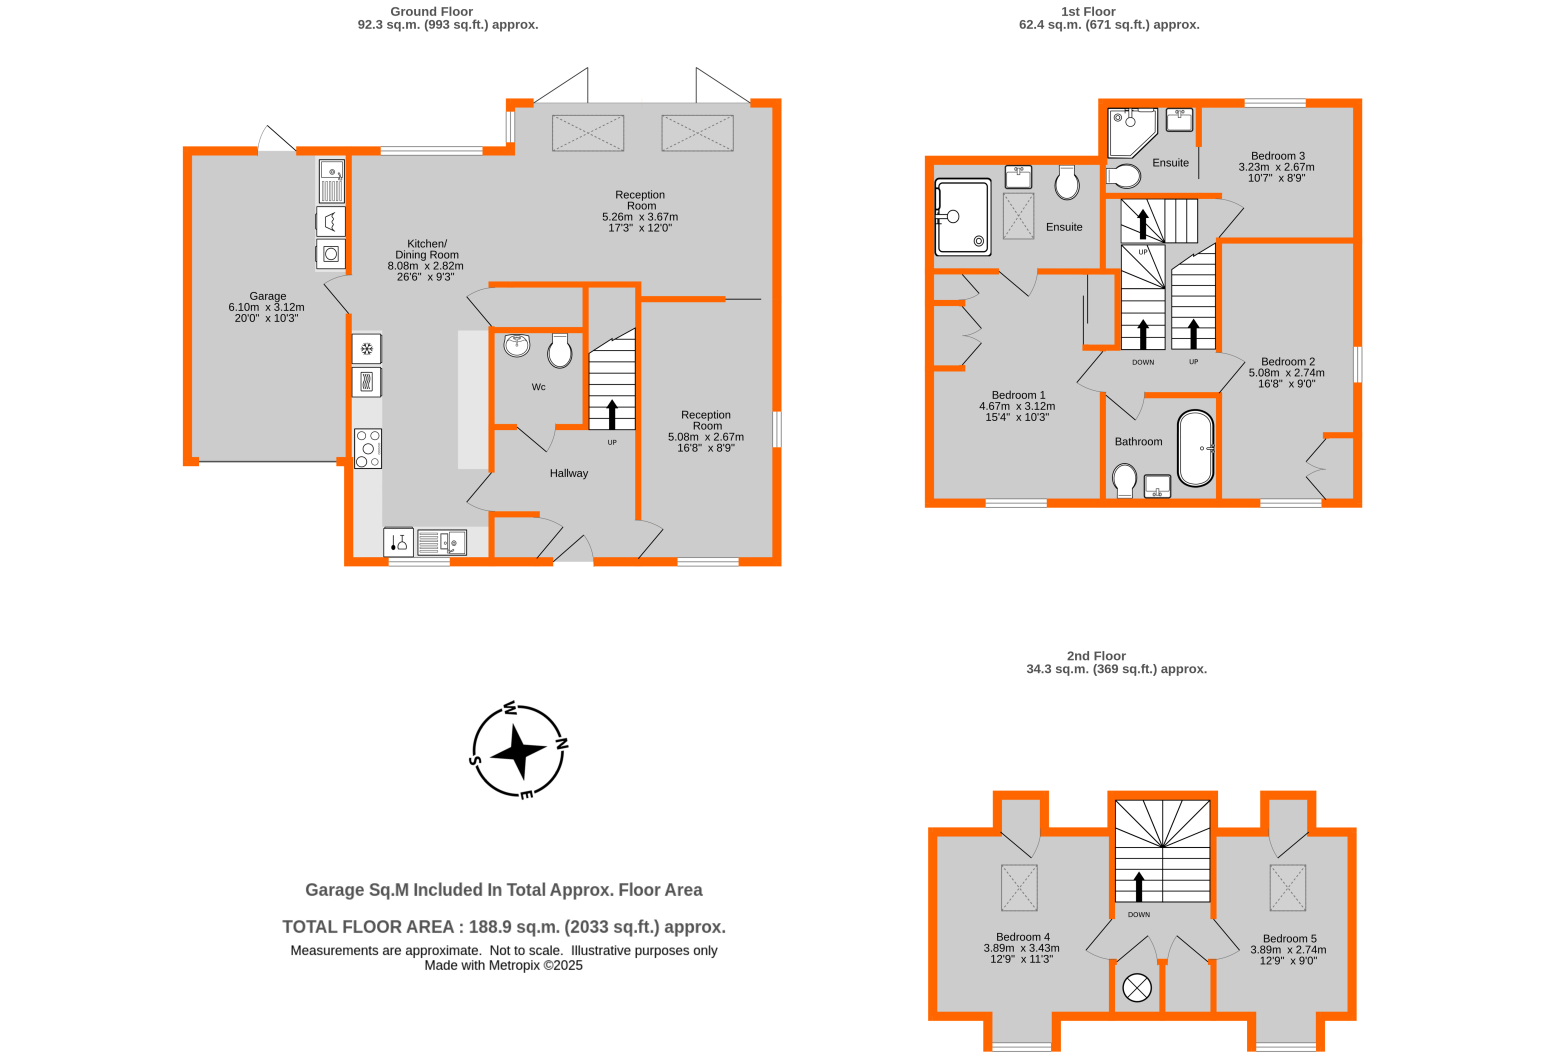 Ground Floor
92.3 sq.m. (993 sq.ft.) approx.
Reception
Room
5.26m  x 3.67m
17'3"  x 12'0"
Kitchen/
Dining Room
8.08m  x 2.82m
26'6"  x 9'3"
Garage
6.10m  x 3.12m
20'0"  x 10'3"
Wc
UP
Reception
Room
5.08m  x 2.67m
16'8"  x 8'9"
Hallway
1st Floor
62.4 sq.m. (671 sq.ft.) approx.
Ensuite
Bedroom 3
3.23m  x 2.67m
10'7"  x 8'9"
Ensuite
UP
DOWN
UP
Bedroom 2
5.08m  x 2.74m
16'8"  x 9'0"
Bedroom 1
4.67m  x 3.12m
15'4"  x 10'3"
Bathroom
2nd Floor
34.3 sq.m. (369 sq.ft.) approx.
DOWN
Bedroom 4
3.89m  x 3.43m
12'9"  x 11'3"
Bedroom 5
3.89m  x 2.74m
12'9"  x 9'0"
W
N
S
E
Garage Sq.M Included In Total Approx. Floor Area
TOTAL FLOOR AREA : 188.9 sq.m. (2033 sq.ft.) approx.
Measurements are approximate.  Not to scale.  Illustrative purposes only
Made with Metropix ©2025